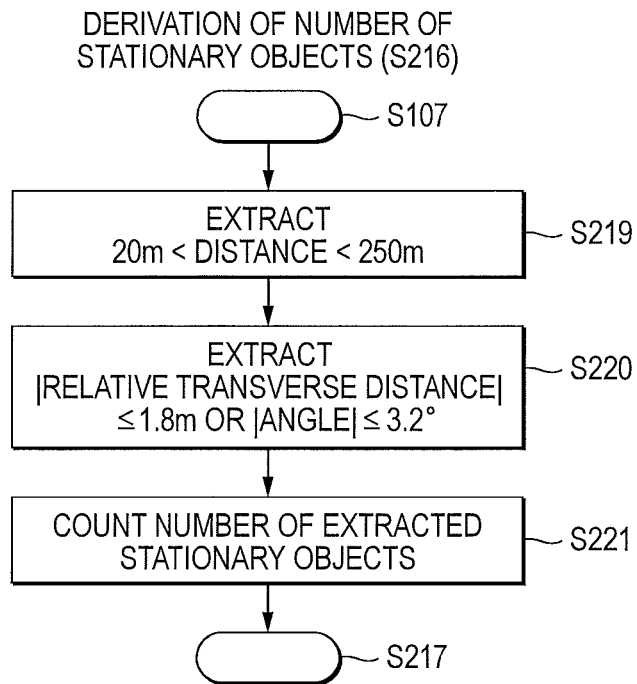 DERIVATION OF NUMBER OF
STATIONARY OBJECTS (S216)
S107
EXTRACT
20m < DISTANCE < 250m
S219
EXTRACT
|RELATIVE TRANSVERSE DISTANCE|
≦1.8m OR |ANGLE|≦3.2°
S220
COUNT NUMBER OF EXTRACTED
STATIONARY OBJECTS
S221
S217